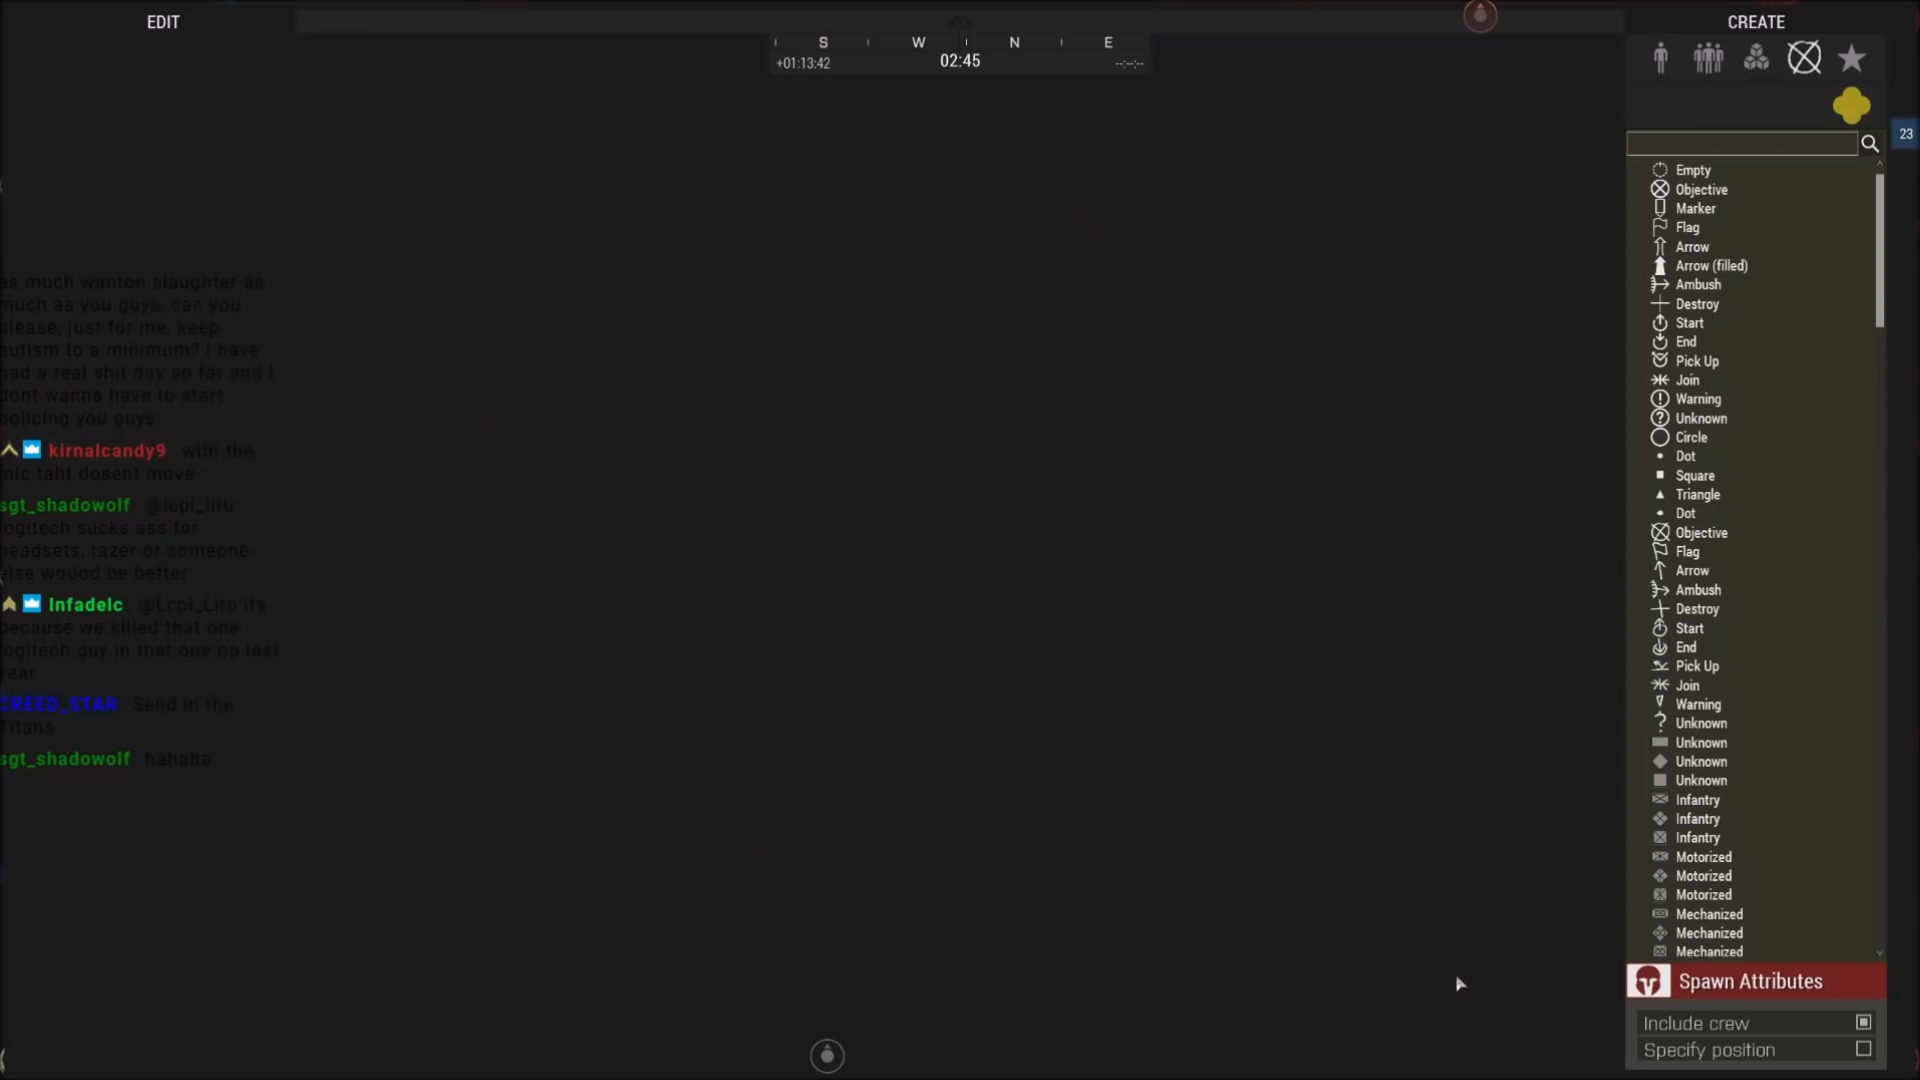 EDIT
CREATE
S W N E
+01:13:42 02:45 --:--:--
23
as much wanton slaughter as
much as you guys, can you
please, just for me, keep
autism to a minimum? I have
had a real shit day so far and I
dont wanna have to start
policing you guys
kirnalcandy9 with the
mic taht dosent move
sgt_shadowolf @lcpl_liru
logitech sucks ass for
headsets, razer or someone
else wouod be better
Infadelc @Lcpl_Liru its
because we killed that one
logitech guy in that one op last
year
CREED_STAR Send in the
Titans
sgt_shadowolf hahaha
Empty
Objective
Marker
Flag
Arrow
Arrow (filled)
Ambush
Destroy
Start
End
Pick Up
Join
Warning
Unknown
Circle
Dot
Square
Triangle
Dot
Objective
Flag
Arrow
Ambush
Destroy
Start
End
Pick Up
Join
Warning
Unknown
Unknown
Unknown
Unknown
Infantry
Infantry
Infantry
Motorized
Motorized
Motorized
Mechanized
Mechanized
Mechanized
Spawn Attributes
Include crew
Specify position